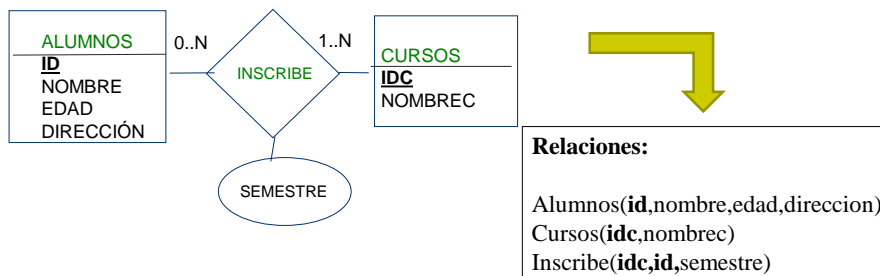 ALUMNOS
ID
NOMBRE
EDAD
DIRECCIÓN
0..N
INSCRIBE
1..N
CURSOS
IDC
NOMBREC
SEMESTRE
Relaciones:
Alumnos(id,nombre,edad,direccion)
Cursos(idc,nombrec)
Inscribe(idc,id,semestre)